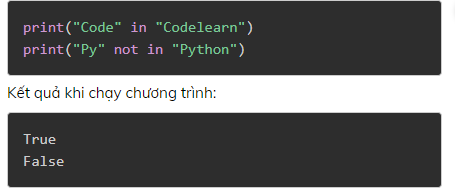 print("Code" in "Codelearn")
print("Py" not in "Python")
Kết quả khi chạy chương trình:
True
False